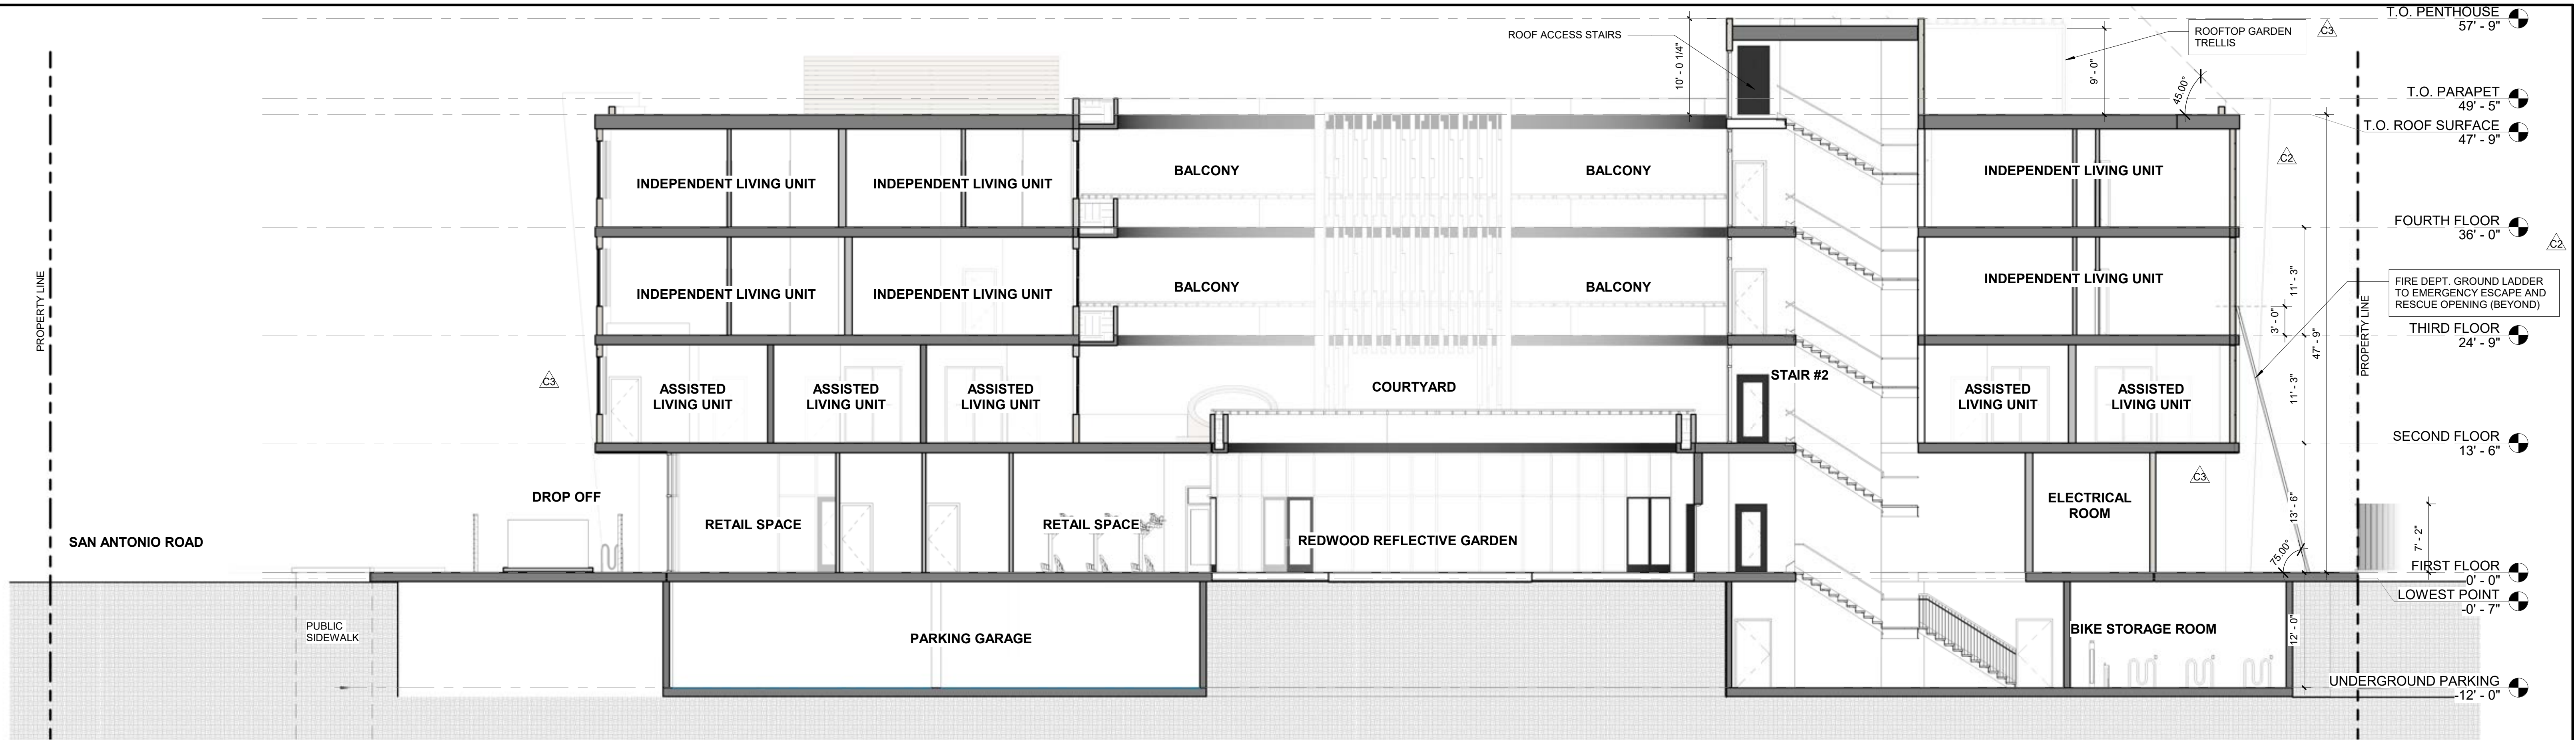 T.O. PENTHOUSE
57' - 9"
ROOF ACCESS STAIRS
10' - 0 1/4"
9' - 0"
ROOFTOP GARDEN
TRELLIS
C3
45.00°
T.O. PARAPET
49' - 5"
T.O. ROOF SURFACE
47' - 9"
C2
INDEPENDENT LIVING UNIT
INDEPENDENT LIVING UNIT
BALCONY
BALCONY
INDEPENDENT LIVING UNIT
FOURTH FLOOR
36' - 0"
C2
INDEPENDENT LIVING UNIT
INDEPENDENT LIVING UNIT
BALCONY
BALCONY
INDEPENDENT LIVING UNIT
11' - 3"
3' - 0"
47' - 9"
FIRE DEPT. GROUND LADDER
TO EMERGENCY ESCAPE AND
RESCUE OPENING (BEYOND)
PROPERTY LINE
PROPERTY LINE
THIRD FLOOR
24' - 9"
C3
ASSISTED
LIVING UNIT
ASSISTED
LIVING UNIT
ASSISTED
LIVING UNIT
COURTYARD
STAIR #2
ASSISTED
LIVING UNIT
ASSISTED
LIVING UNIT
11' - 3"
SECOND FLOOR
13' - 6"
C3
DROP OFF
RETAIL SPACE
RETAIL SPACE
REDWOOD REFLECTIVE GARDEN
ELECTRICAL
ROOM
13' - 6"
7' - 2"
75.00°
SAN ANTONIO ROAD
FIRST FLOOR
0' - 0"
LOWEST POINT
-0' - 7"
PUBLIC
SIDEWALK
PARKING GARAGE
BIKE STORAGE ROOM
12' - 0"
UNDERGROUND PARKING
-12' - 0"